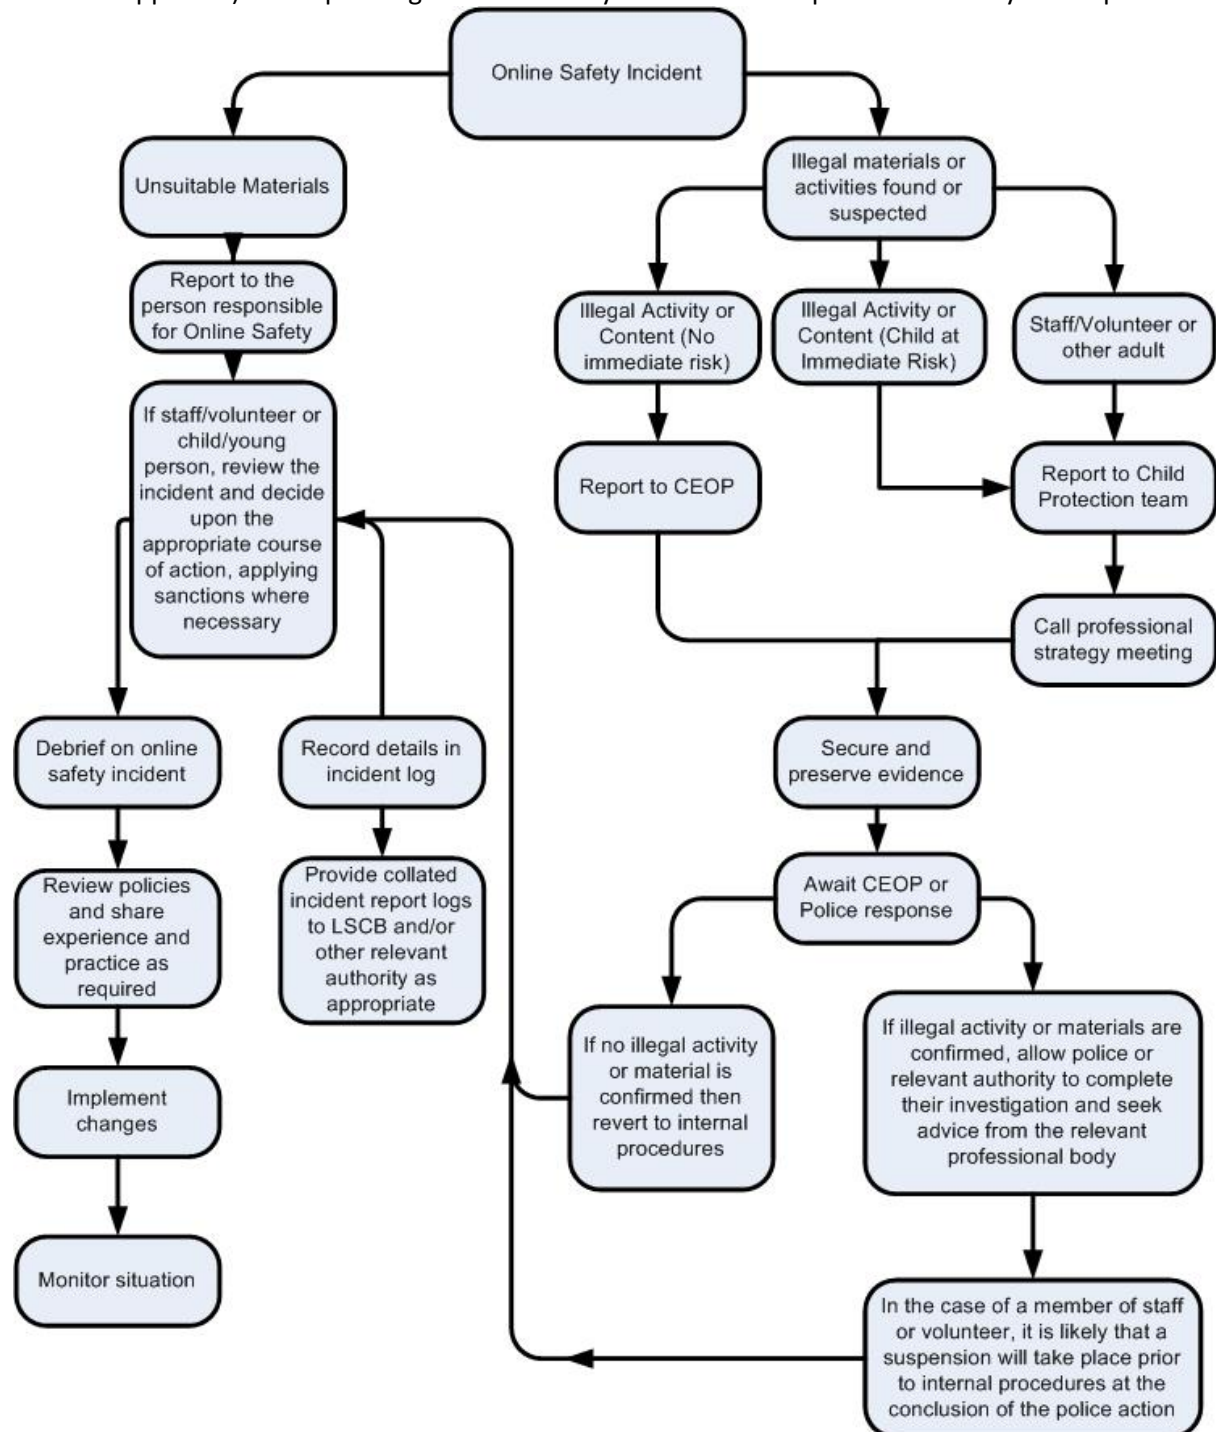 Online Safety Incident
Unsuitable Materials
Report to the
person responsible
for Online Safety
If staff/volunteer or
child/young
person, review the
incident and decide
upon the
appropriate course
of action, applying
sanctions where
necessary
Debrief on online
safety incident
Review policies
and share
experience and
practice as
required
Implement
changes
Monitor situation
Record details in
incident log
Provide collated
incident report logs
to LSCB and/or
other relevant
authority as
appropriate
Illegal materials or
activities found or
suspected
Illegal Activity or
Content (No
immediate risk)
Illegal Activity or
Content (Child at
Immediate Risk)
Staff/Volunteer or
other adult
Report to CEOP
Report to Child
Protection team
Call professional
strategy meeting
Secure and
preserve evidence
Await CEOP or
Police response
If no illegal activity
or material is
confirmed then
revert to internal
procedures
If illegal activity or materials are
confirmed, allow police or
relevant authority to complete
their investigation and seek
advice from the relevant
professional body
In the case of a member of staff
or volunteer, it is likely that a
suspension will take place prior
to internal procedures at the
conclusion of the police action